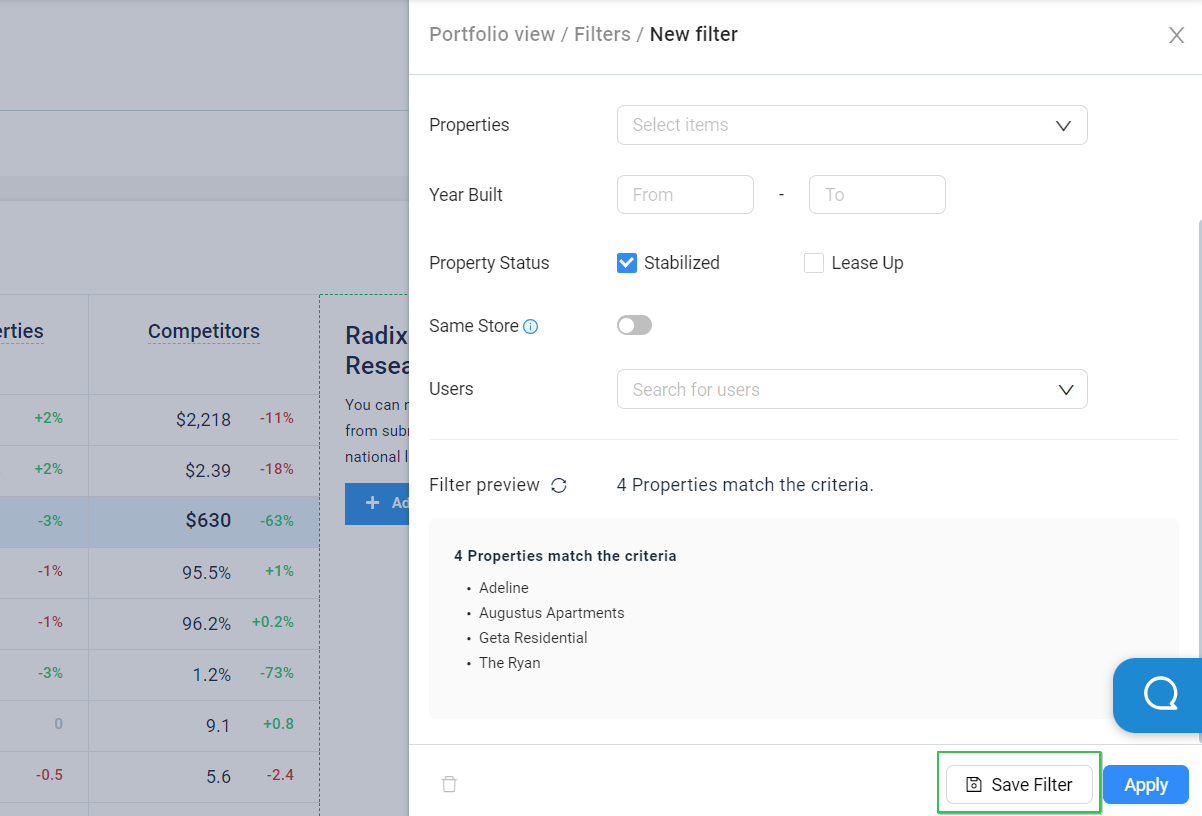 Portfolio view / Filters / New filter
Properties
Select items
Year Built
From
-
To
Property Status
Stabilized
Lease Up
Same Store
Users
Search for users
Filter preview
4 Properties match the criteria.
4 Properties match the criteria
• Adeline
• Augustus Apartments
• Geta Residential
• The Ryan
Save Filter
Apply
Competitors
+2%
$2,218 -11%
+2%
$2.39 -18%
-3%
$630 -63%
-1%
95.5% +1%
-1%
96.2% +0.2%
-3%
1.2% -73%
0
9.1 +0.8
-0.5
5.6 -2.4
Radix
You can
from
national